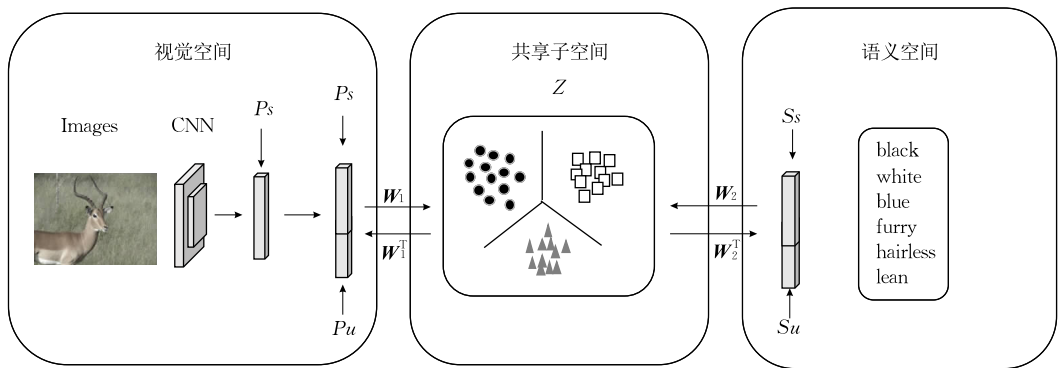 视觉空间
共享子空间
语义空间
Z
Images
CNN
Ps
Ps
Pu
W₁
W₁ᵀ
W₂
W₂ᵀ
Ss
Su
black
white
blue
furry
hairless
lean